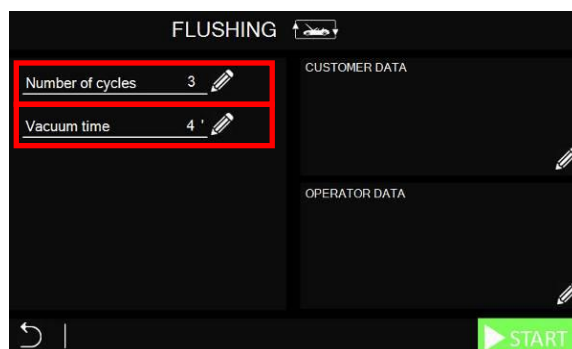 FLUSHING
Number of cycles 3
Vacuum time 4 '
CUSTOMER DATA
OPERATOR DATA
START